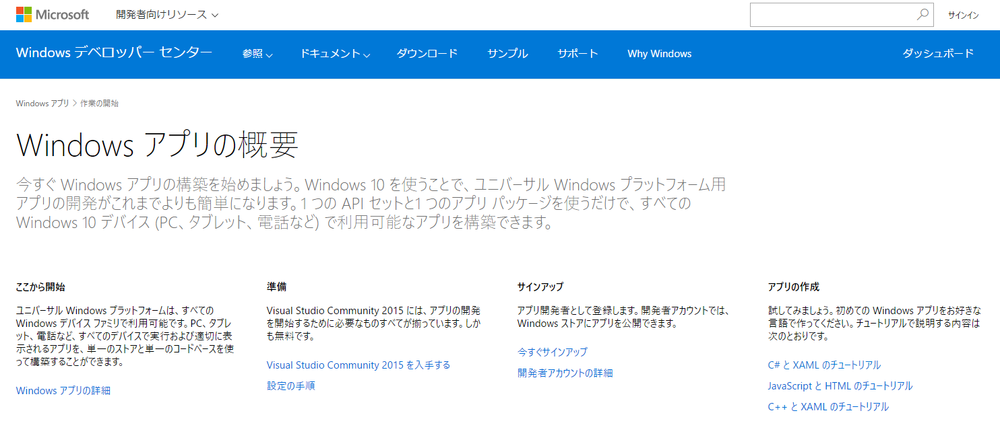 Microsoft 開発者向けリソース サインイン
Windows デベロッパー センター 参照 ドキュメント ダウンロード サンプル サポート Why Windows ダッシュボード
Windows アプリ > 作業の開始
Windows アプリの概要
今すぐ Windows アプリの構築を始めましょう。Windows 10 を使うことで、ユニバーサル Windows プラットフォーム用
アプリの開発がこれまでよりも簡単になります。1 つの API セットと1 つのアプリ パッケージを使うだけで、すべての
Windows 10 デバイス (PC、タブレット、電話など) で利用可能なアプリを構築できます。
ここから開始
ユニバーサル Windows プラットフォームは、すべての
Windows デバイス ファミリで利用可能です。PC、タブレ
ット、電話など、すべてのデバイスで実行および適切に表
示されるアプリを、単一のストアと単一のコードベースを使
って構築することができます。
Windows アプリの詳細
準備
Visual Studio Community 2015 には、アプリの開発
を開始するために必要なものすべてが揃っています。しか
も無料です。
Visual Studio Community 2015 を入手する
設定の手順
サインアップ
アプリ開発者として登録します。開発者アカウントでは、
Windows ストアにアプリを公開できます。
今すぐサインアップ
開発者アカウントの詳細
アプリの作成
試してみましょう。初めての Windows アプリをお好きな
言語で作ってください。チュートリアルで説明する内容は
次のとおりです。
C# と XAML のチュートリアル
JavaScript と HTML のチュートリアル
C++ と XAML のチュートリアル